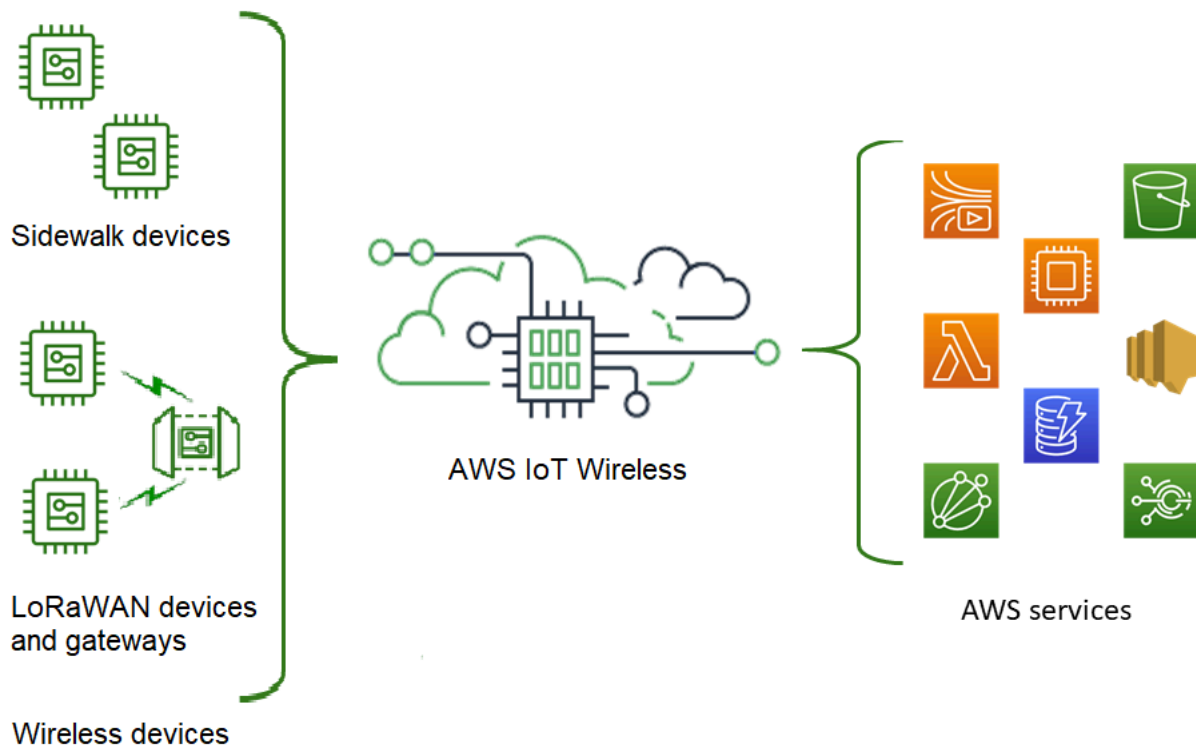 Sidewalk devices
AWS IoT Wireless
LoRaWAN devices
and gateways
AWS services
Wireless devices